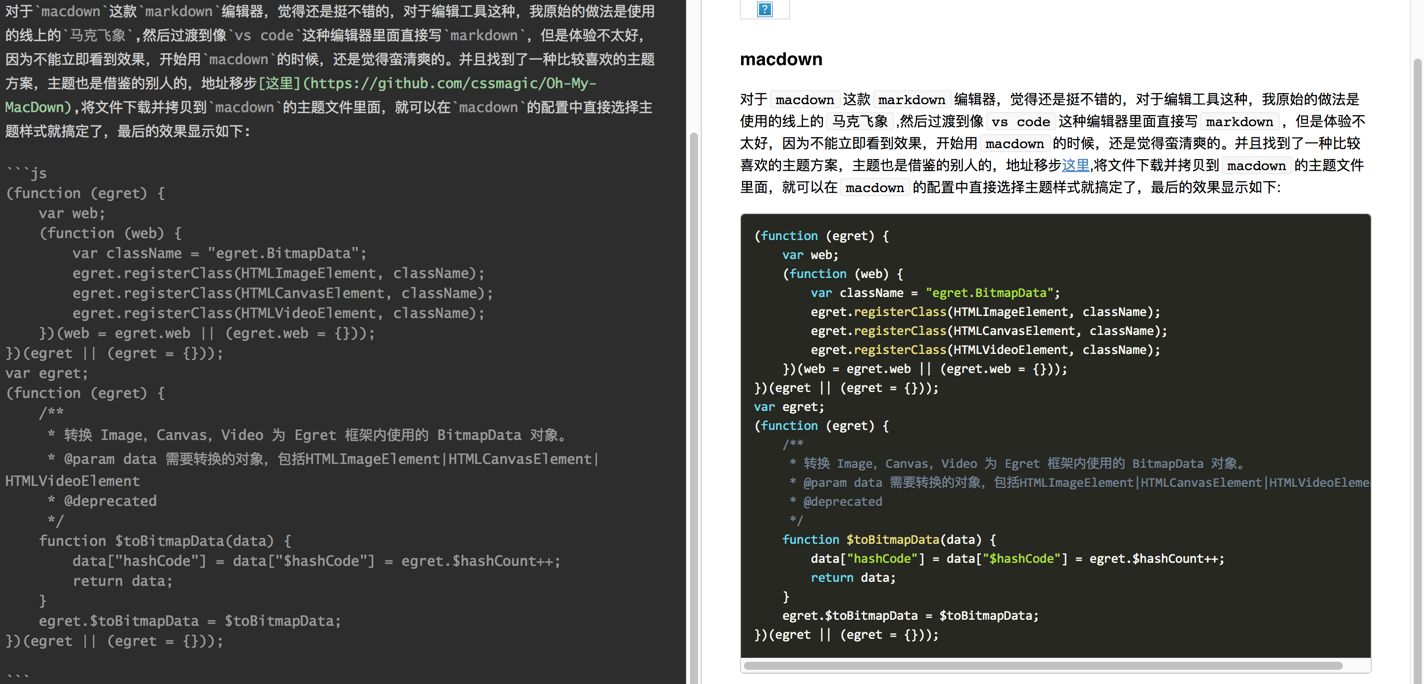 对于`macdown`这款`markdown`编辑器，觉得还是挺不错的，对于编辑工具这种，我原始的做法是使用
的线上的`马克飞象`,然后过渡到像`vs code`这种编辑器里面直接写`markdown`，但是体验不太好，
因为不能立即看到效果，开始用`macdown`的时候，还是觉得蛮清爽的。并且找到了一种比较喜欢的主题
方案，主题也是借鉴的别人的，地址移步[这里](https://github.com/cssmagic/Oh-My-
MacDown),将文件下载并拷贝到`macdown`的主题文件里面，就可以在`macdown`的配置中直接选择主
题样式就搞定了，最后的效果显示如下：
```js
(function (egret) {
    var web;
    (function (web) {
        var className = "egret.BitmapData";
        egret.registerClass(HTMLImageElement, className);
        egret.registerClass(HTMLCanvasElement, className);
        egret.registerClass(HTMLVideoElement, className);
    })(web = egret.web || (egret.web = {}));
})(egret || (egret = {}));
var egret;
(function (egret) {
    /**
     * 转换 Image，Canvas，Video 为 Egret 框架内使用的 BitmapData 对象。
     * @param data 需要转换的对象，包括HTMLImageElement|HTMLCanvasElement|
HTMLVideoElement
     * @deprecated
     */
    function $toBitmapData(data) {
        data["hashCode"] = data["$hashCode"] = egret.$hashCount++;
        return data;
    }
    egret.$toBitmapData = $toBitmapData;
})(egret || (egret = {}));
```
?
macdown
对于 macdown 这款 markdown 编辑器，觉得还是挺不错的，对于编辑工具这种，我原始的做法是
使用的线上的 马克飞象 ,然后过渡到像 vs code 这种编辑器里面直接写 markdown ，但是体验不
太好，因为不能立即看到效果，开始用 macdown 的时候，还是觉得蛮清爽的。并且找到了一种比较
喜欢的主题方案，主题也是借鉴的别人的，地址移步这里,将文件下载并拷贝到 macdown 的主题文件
里面，就可以在 macdown 的配置中直接选择主题样式就搞定了，最后的效果显示如下：
(function (egret) {
    var web;
    (function (web) {
        var className = "egret.BitmapData";
        egret.registerClass(HTMLImageElement, className);
        egret.registerClass(HTMLCanvasElement, className);
        egret.registerClass(HTMLVideoElement, className);
    })(web = egret.web || (egret.web = {}));
})(egret || (egret = {}));
var egret;
(function (egret) {
    /**
     * 转换 Image，Canvas，Video 为 Egret 框架内使用的 BitmapData 对象。
     * @param data 需要转换的对象，包括HTMLImageElement|HTMLCanvasElement|HTMLVideoEleme
     * @deprecated
     */
    function $toBitmapData(data) {
        data["hashCode"] = data["$hashCode"] = egret.$hashCount++;
        return data;
    }
    egret.$toBitmapData = $toBitmapData;
})(egret || (egret = {}));